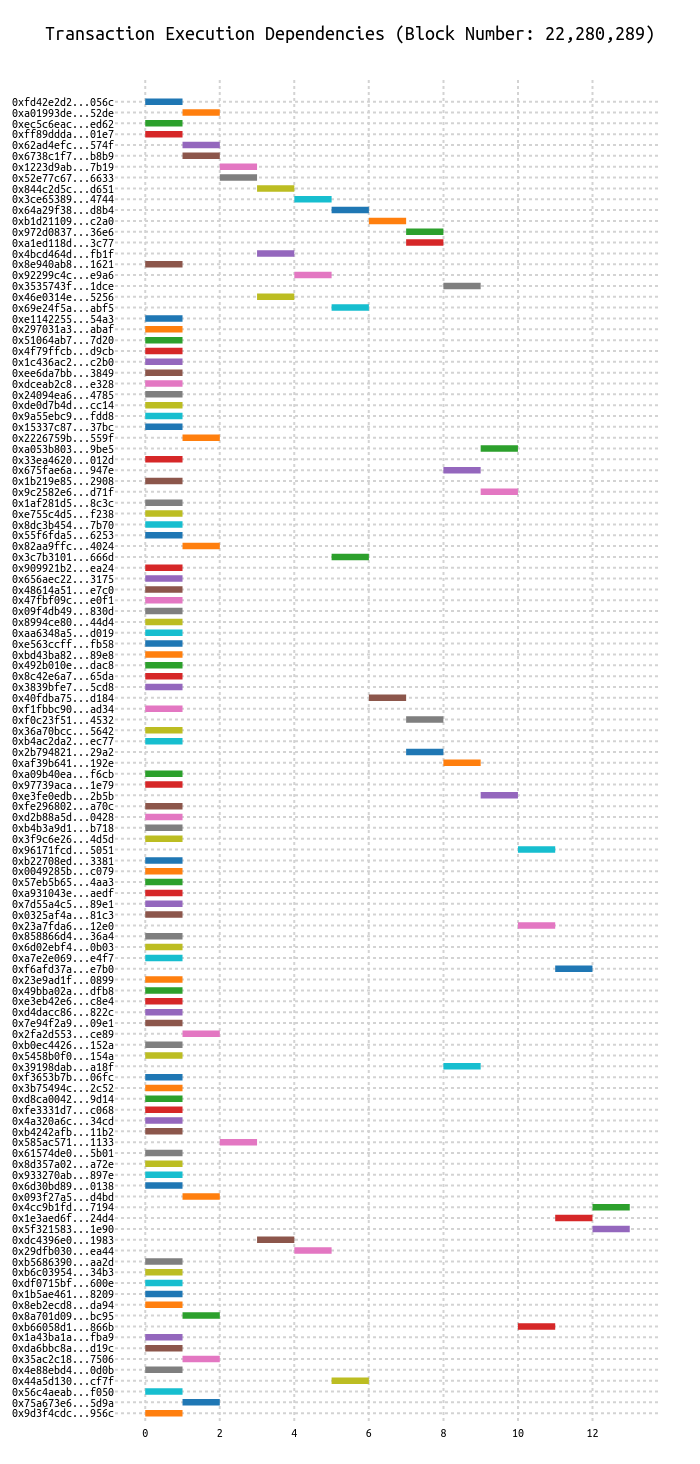 Transaction Execution Dependencies (Block Number: 22,280,289)
0xfd42e2d2...056c
0xa01993de...52de
0xec5c6eac...ed62
0xff89ddda...01e7
0x62ad4efc...574f
0x6738c1f7...b8b9
0x1223d9ab...7b19
0x52e77c67...6633
0x844c2d5c...d651
0x3ce65389...4744
0x64a29f38...d8b4
0xb1d21109...c2a0
0x972d0837...36e6
0xa1ed118d...3c77
0x4bcd464d...fb1f
0x8e940ab8...1621
0x92299c4c...e9a6
0x3535743f...1dce
0x46e0314e...5256
0x69e24f5a...abf5
0xe1142255...54a3
0x297031a3...abaf
0x51064ab7...7d20
0x4f79ffcb...d9cb
0x1c436ac2...c2b0
0xee6da7bb...3849
0xdceab2c8...e328
0x24094ea6...4785
0xde0d7b4d...cc14
0x9a55ebc9...fdd8
0x15337c87...37bc
0x2226759b...559f
0xa053b803...9be5
0x33ea4620...012d
0x675fae6a...947e
0x1b219e85...2908
0x9c2582e6...d71f
0x1af281d5...8c3c
0xe755c4d5...f238
0x8dc3b454...7b70
0x55f6fda5...6253
0x82aa9ffc...4024
0x3c7b3101...666d
0x909921b2...ea24
0x656aec22...3175
0x48614a51...e7c0
0x47fbf09c...e0f1
0x09f4db49...830d
0x8994ce80...44d4
0xaa6348a5...d019
0xe563ccff...fb58
0xbd43ba82...89e8
0x492b010e...dac8
0x8c42e6a7...65da
0x3839bfe7...5cd8
0x40fdba75...d184
0xf1fbbc90...ad34
0xf0c23f51...4532
0x36a70bcc...5642
0xb4ac2da2...ec77
0x2b794821...29a2
0xaf39b641...192e
0xa09b40ea...f6cb
0x97739aca...1e79
0xe3fe0edb...2b5b
0xfe296802...a70c
0xd2b88a5d...0428
0xb4b3a9d1...b718
0x3f9c6e26...4d5d
0x96171fcd...5051
0xb22708ed...3381
0x0049285b...c079
0x57eb5b65...4aa3
0xa931043e...aedf
0x7d55a4c5...89e1
0x0325af4a...81c3
0x23a7fda6...12e0
0x858866d4...36a4
0x6d02ebf4...0b03
0xa7e2e069...e4f7
0xf6afd37a...e7b0
0x23e9ad1f...0899
0x49bba02a...dfb8
0xe3eb42e6...c8e4
0xd4dacc86...822c
0x7e94f2a9...09e1
0x2fa2d553...ce89
0xb0ec4426...152a
0x5458b0f0...154a
0x39198dab...a18f
0xf3653b7b...06fc
0x3b75494c...2c52
0xd8ca0042...9d14
0xfe3331d7...c068
0x4a320a6c...34cd
0xb4242afb...11b2
0x585ac571...1133
0x61574de0...5b01
0x8d357a02...a72e
0x933270ab...897e
0x6d30bd89...0138
0x093f27a5...d4bd
0x4cc9b1fd...7194
0x1e3aed6f...24d4
0x5f321583...1e90
0xdc4396e0...1983
0x29dfb030...ea44
0xb5686390...aa2d
0xb6c03954...34b3
0xdf0715bf...600e
0x1b5ae461...8209
0x8eb2ecd8...da94
0x8a701d09...bc95
0xb66058d1...866b
0x1a43ba1a...fba9
0xda6bbc8a...d19c
0x35ac2c18...7506
0x4e88ebd4...0d0b
0x44a5d130...cf7f
0x56c4aeab...f050
0x75a673e6...5d9a
0x9d3f4cdc...956c
0 2 4 6 8 10 12